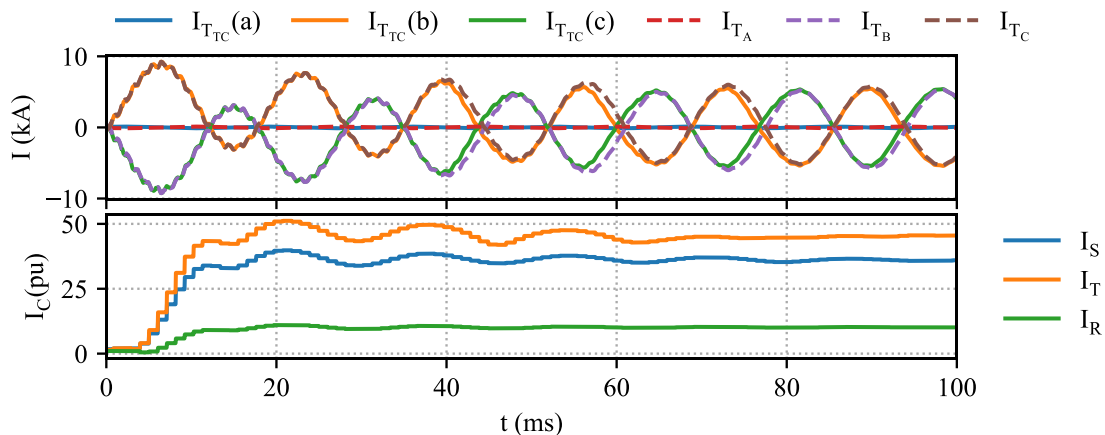 I_{T_{TC}}(a) I_{T_{TC}}(b) I_{T_{TC}}(c) I_{T_A} I_{T_B} I_{T_C}
10
0
−10
I (kA)
50
25
0
I_C(pu)
I_S
I_T
I_R
0 20 40 60 80 100
t (ms)